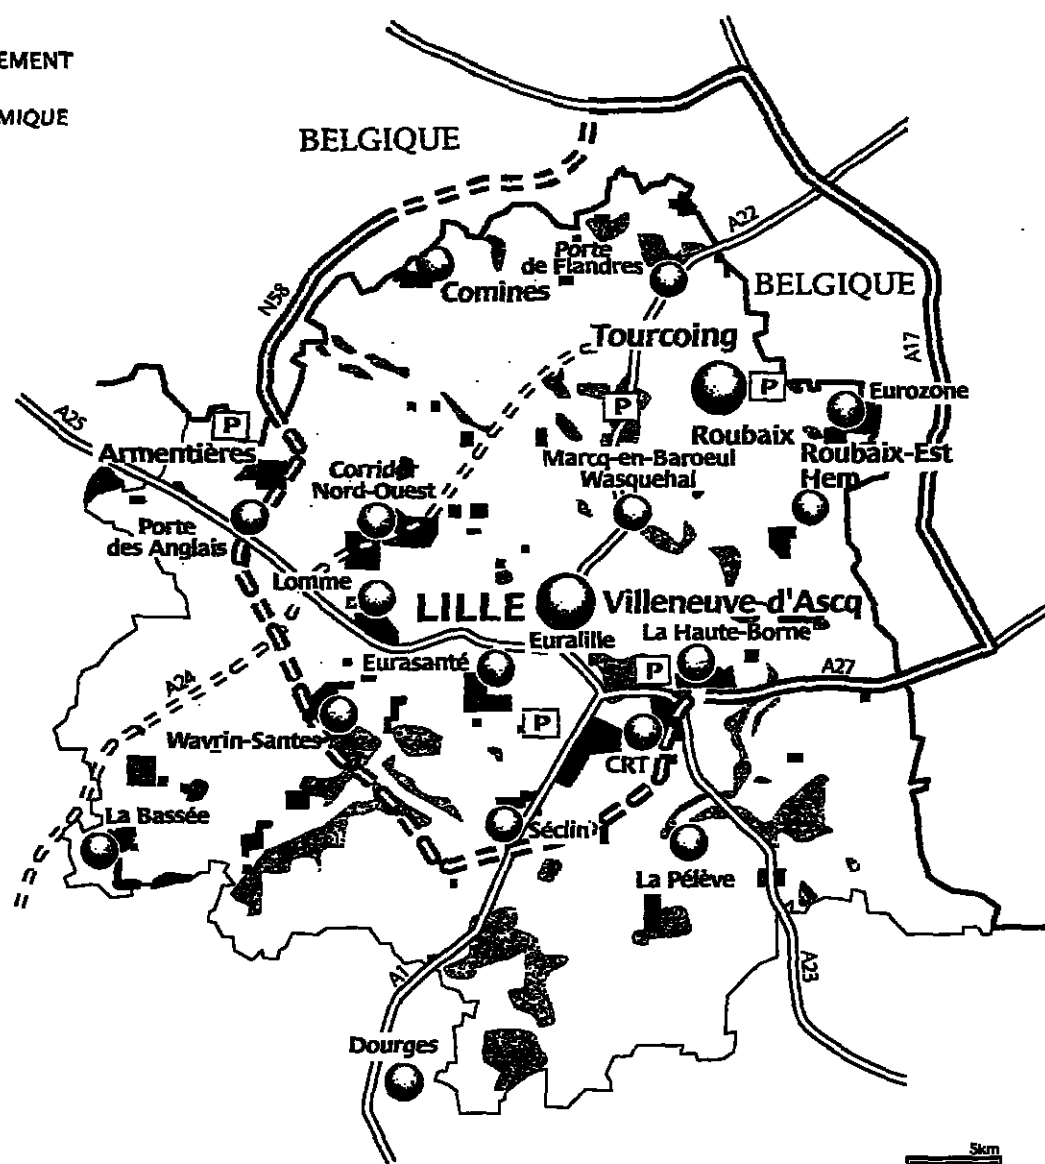 EMENT
MIQUE
BELGIQUE
A22
Porte
de Flandres
BELGIQUE
Comines
N58
Tourcoing
A17
P
Eurozone
A25
P
P
Armentières
Roubaix
Roubaix-Est
Corridor
Nord-Ouest
Marcq-en-Baroeul
Wasquehal
Hem
Porte
des Anglais
Lomme
E
LILLE
Villeneuve-d'Ascq
Euralille
La Haute-Borne
Eurasanté
P
A27
A24
P
Wavrin-Santes
CRT
La Bassée
Séclin
La Pélève
A1
A23
Dourges
5km